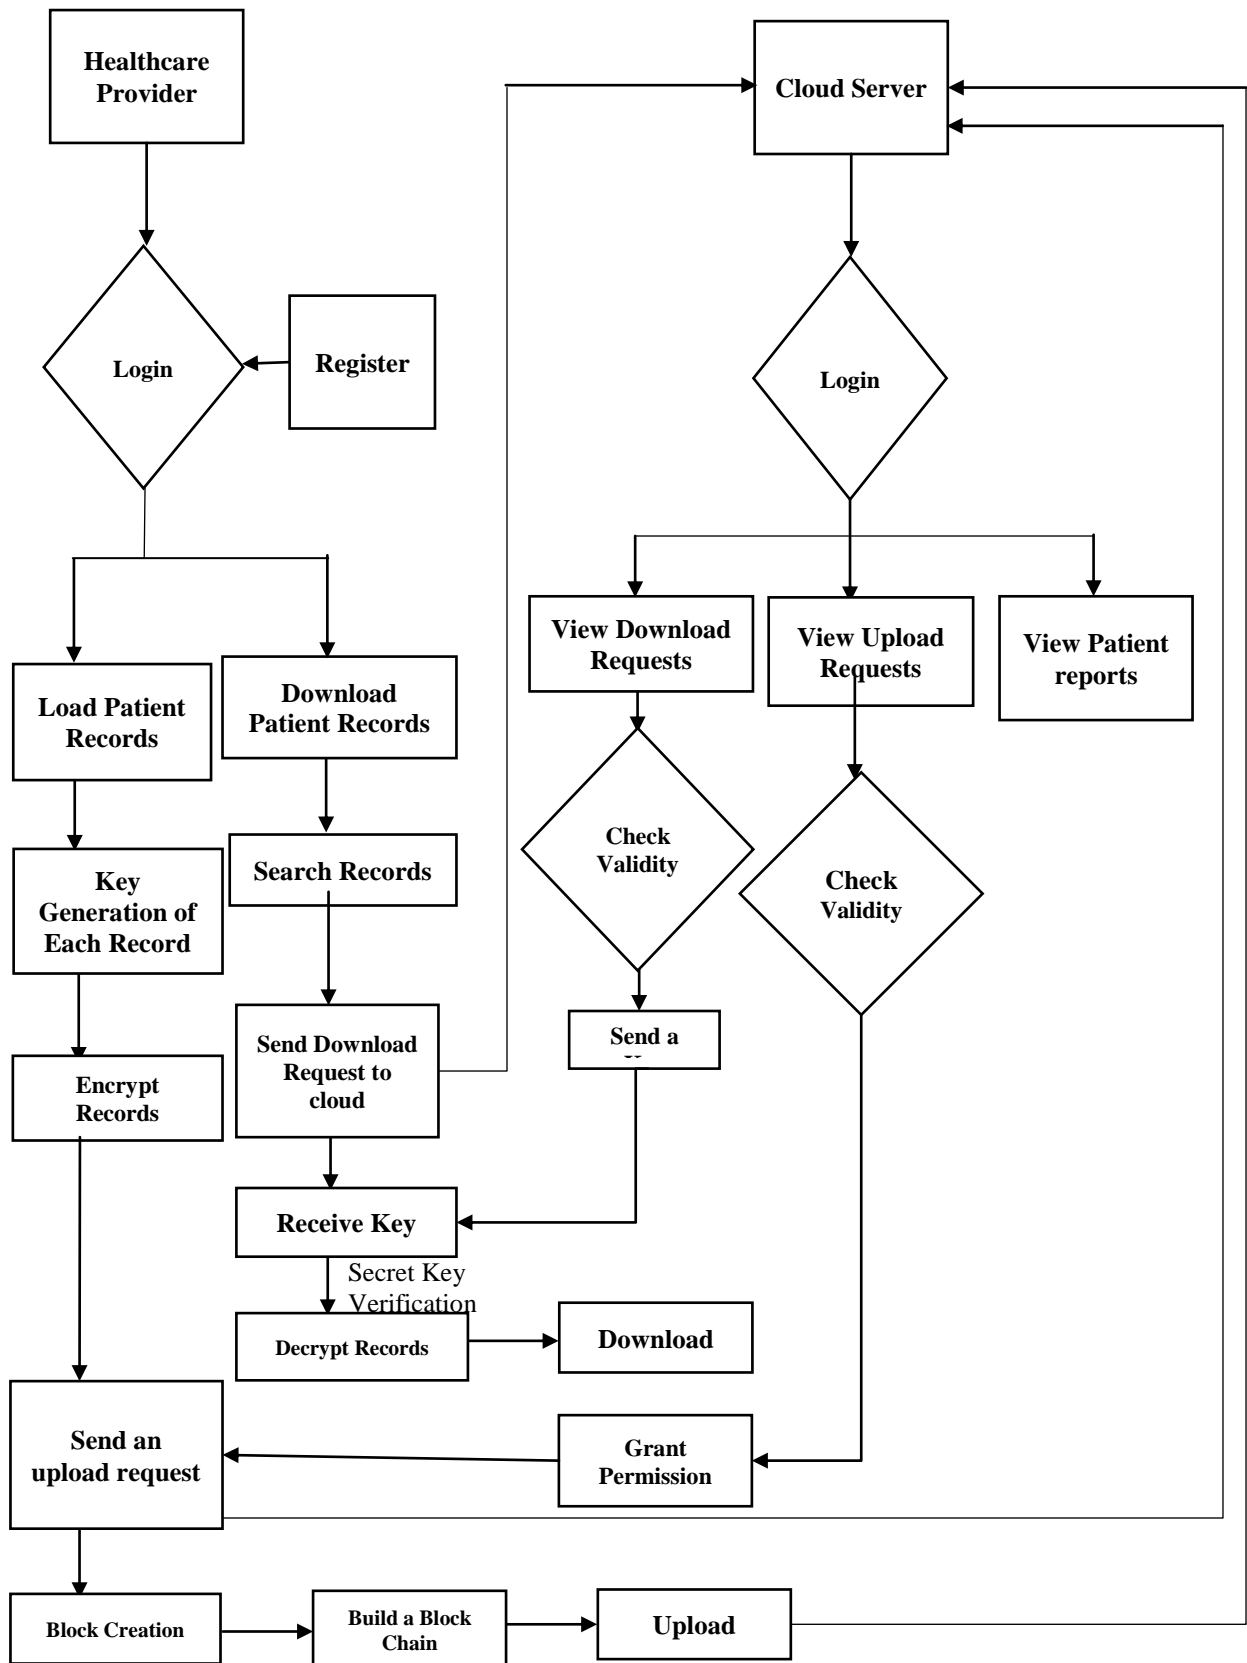 Healthcare
Provider
Cloud Server
Login
Register
Login
View Download
Requests
View Upload
Requests
View Patient
reports
Load Patient
Records
Download
Patient Records
Check
Validity
Search Records
Key
Generation of
Each Record
Check
Validity
Send Download
Request to
cloud
Send a
Encrypt
Records
Receive Key
Secret Key
Verification
Decrypt Records
Download
Send an
upload request
Grant
Permission
Block Creation
Build a Block
Chain
Upload